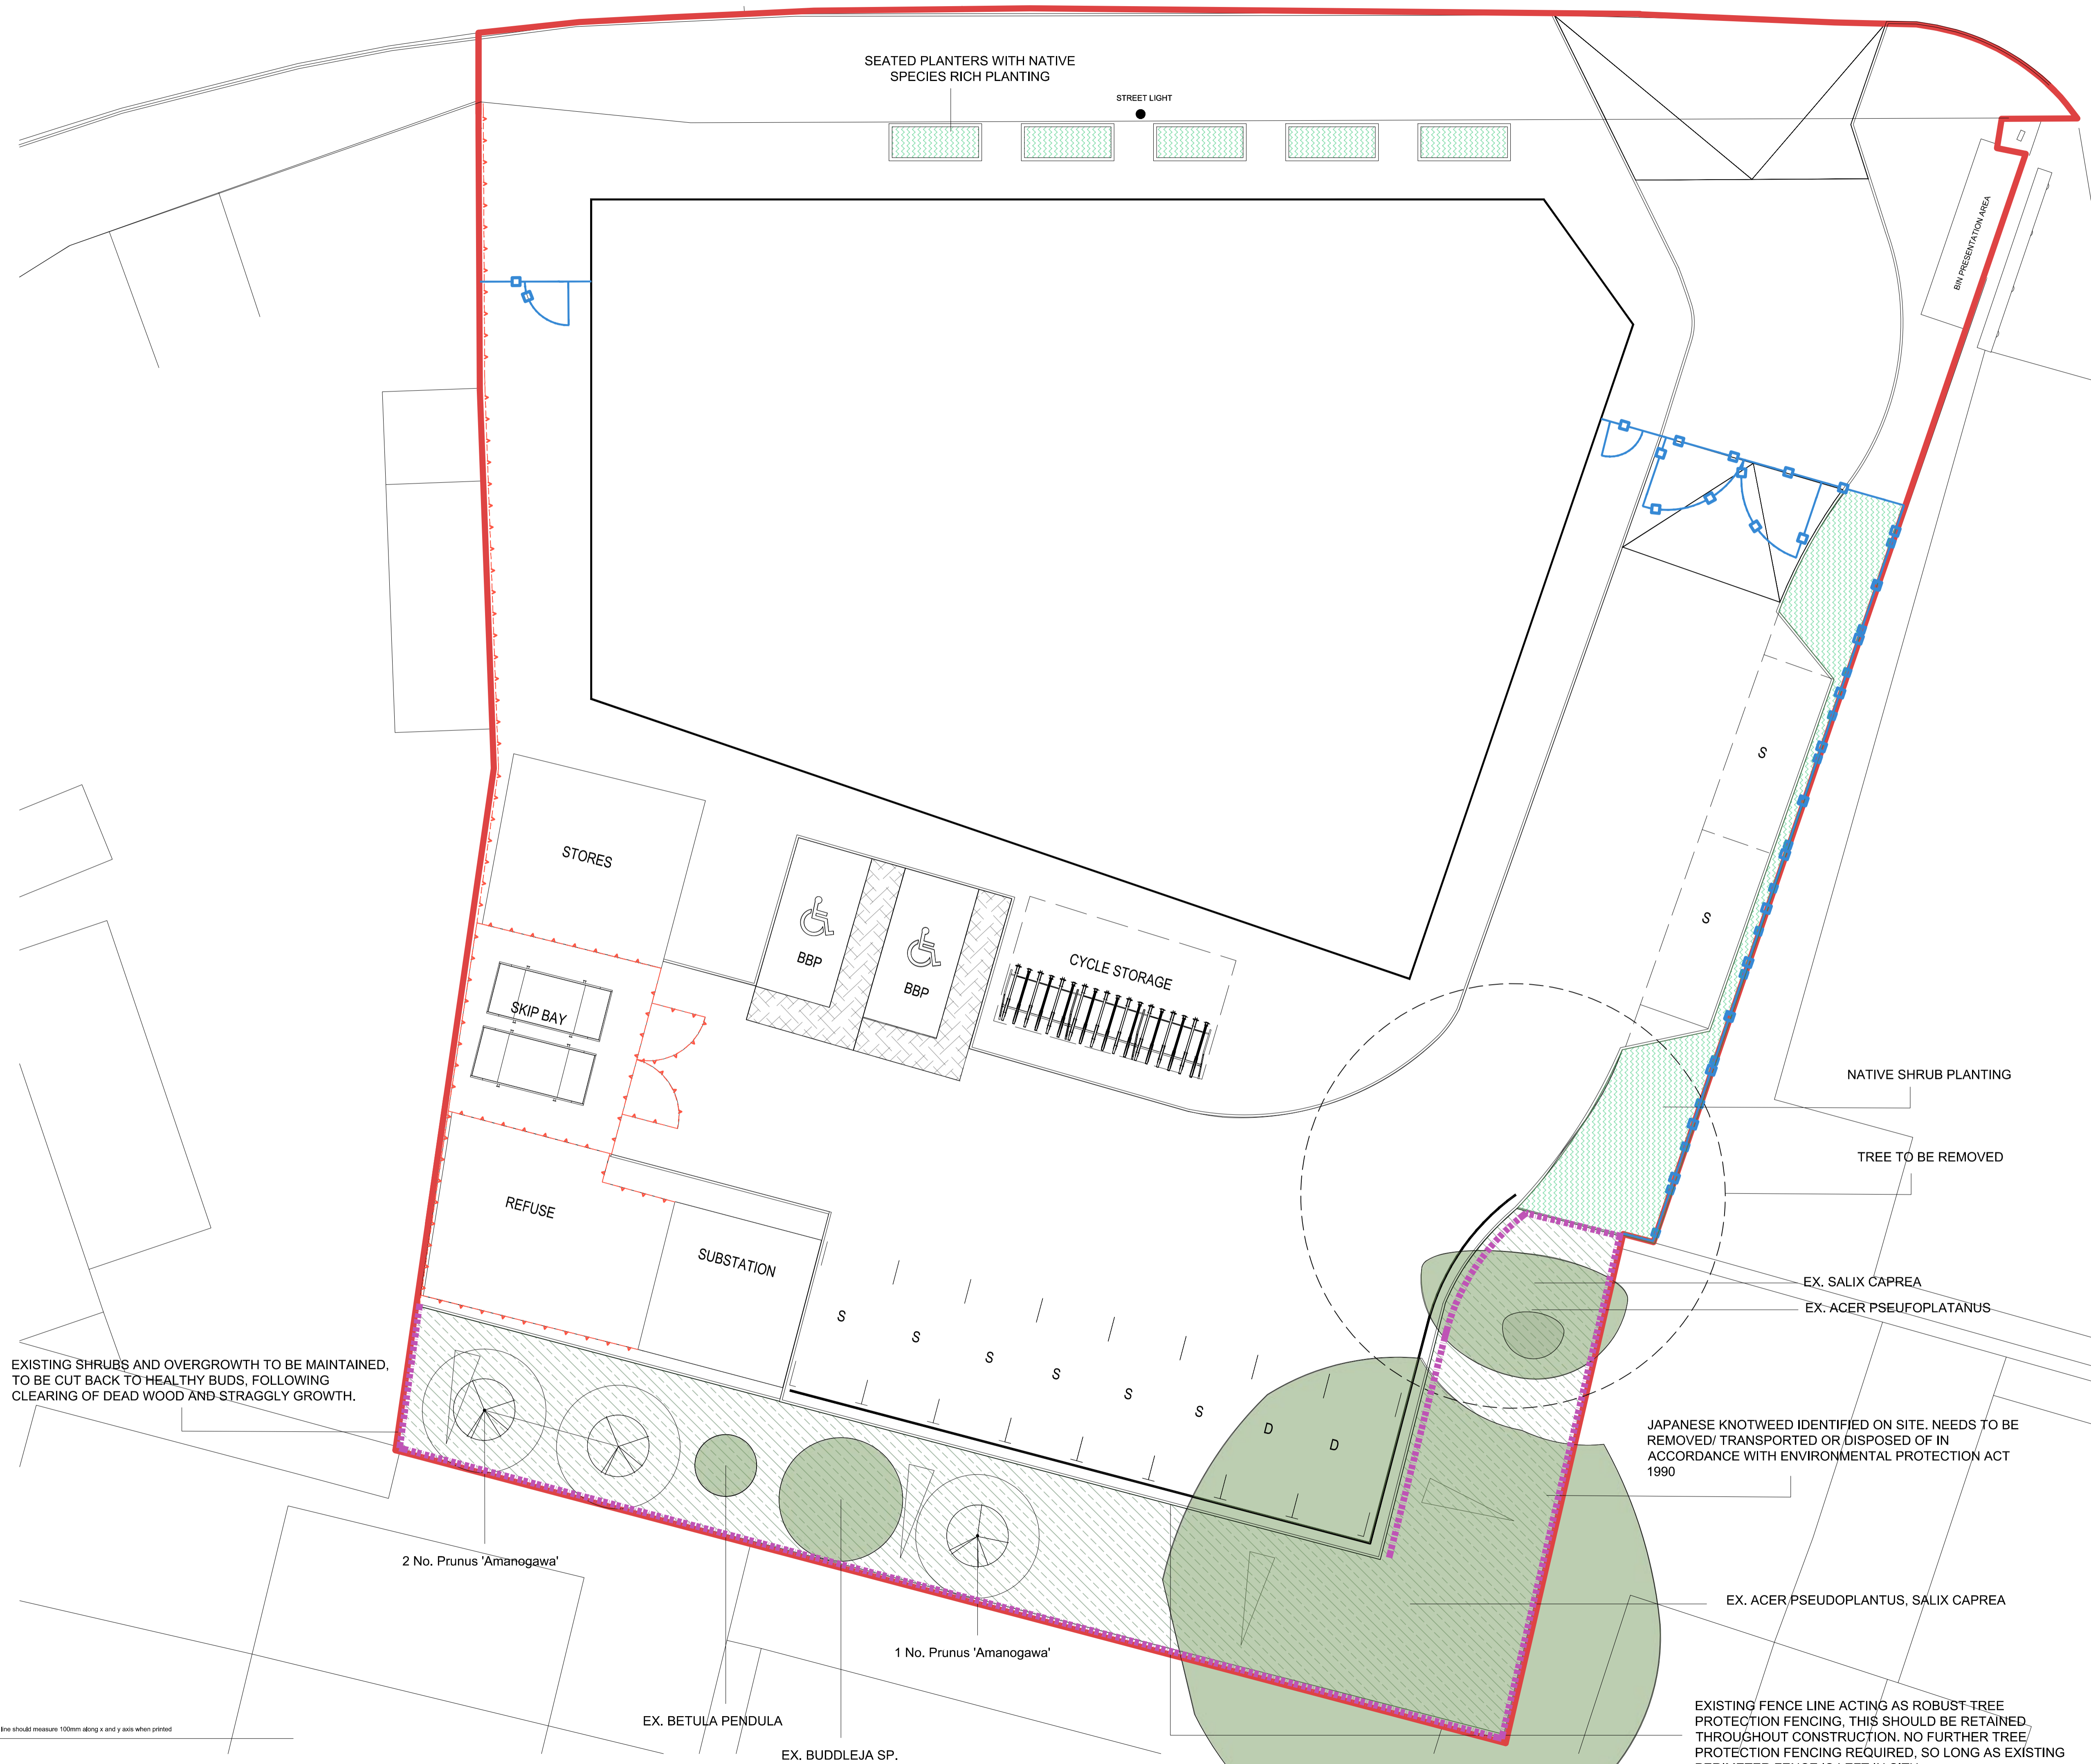 SEATED PLANTERS WITH NATIVE
SPECIES RICH PLANTING
STREET LIGHT
BIN PRESENTATION AREA
S
S
STORES
BBP
BBP
CYCLE STORAGE
SKIP BAY
NATIVE SHRUB PLANTING
TREE TO BE REMOVED
REFUSE
SUBSTATION
EX. SALIX CAPREA
EX. ACER PSEUFOPLATANUS
S
S
S
S
S
S
D
D
EXISTING SHRUBS AND OVERGROWTH TO BE MAINTAINED,
TO BE CUT BACK TO HEALTHY BUDS, FOLLOWING
CLEARING OF DEAD WOOD AND STRAGGLY GROWTH.
JAPANESE KNOTWEED IDENTIFIED ON SITE. NEEDS TO BE
REMOVED/ TRANSPORTED OR DISPOSED OF IN
ACCORDANCE WITH ENVIRONMENTAL PROTECTION ACT
1990
2 No. Prunus 'Amanogawa'
EX. ACER PSEUDOPLANTUS, SALIX CAPREA
1 No. Prunus 'Amanogawa'
EX. BETULA PENDULA
EX. BUDDLEJA SP.
line should measure 100mm along x and y axis when printed
EXISTING FENCE LINE ACTING AS ROBUST TREE
PROTECTION FENCING, THIS SHOULD BE RETAINED
THROUGHOUT CONSTRUCTION. NO FURTHER TREE
PROTECTION FENCING REQUIRED, SO LONG AS EXISTING